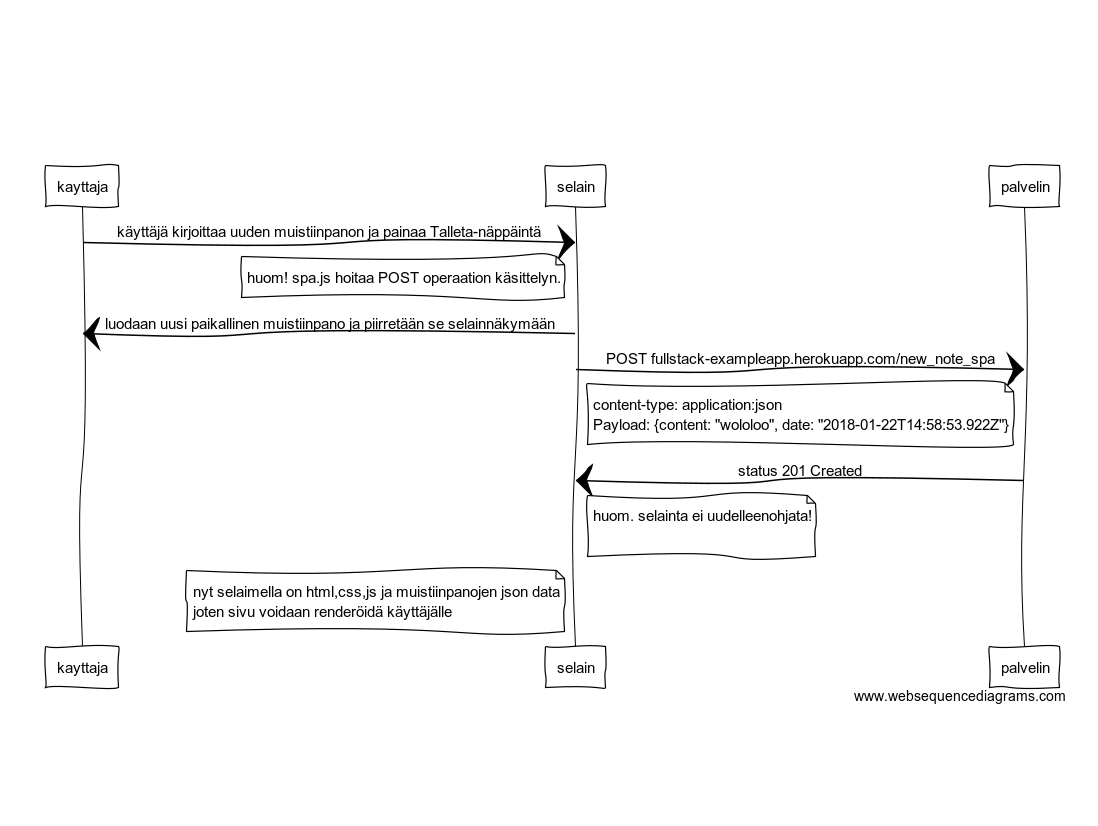 kayttaja
selain
palvelin
käyttäjä kirjoittaa uuden muistiinpanon ja painaa Talleta-näppäintä
huom! spa.js hoitaa POST operaation käsittelyn.
luodaan uusi paikallinen muistiinpano ja piirretään se selainnäkymään
POST fullstack-exampleapp.herokuapp.com/new_note_spa
content-type: application:json
Payload: {content: "wololoo", date: "2018-01-22T14:58:53.922Z"}
status 201 Created
huom. selainta ei uudelleenohjata!
nyt selaimella on html,css,js ja muistiinpanojen json data
joten sivu voidaan renderöidä käyttäjälle
kayttaja
selain
palvelin
www.websequencediagrams.com